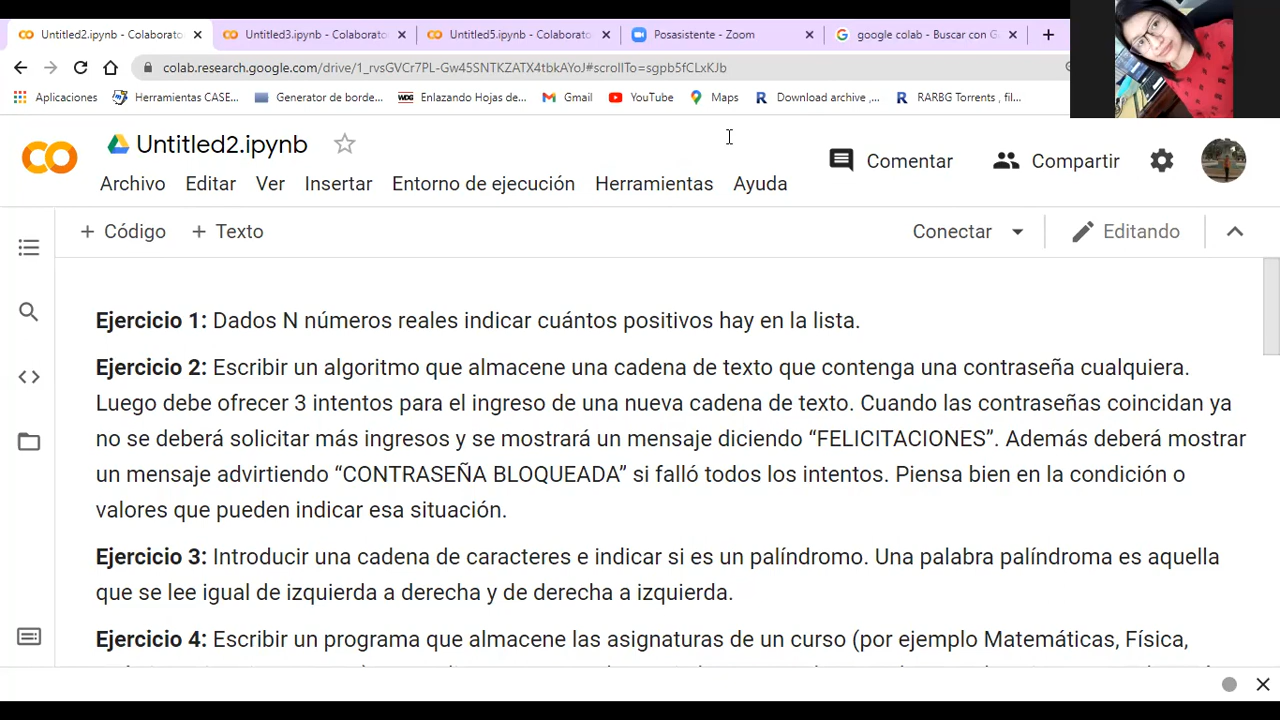 Untitled2.ipynb - Colaborato
Untitled3.ipynb - Colaborato
Untitled5.ipynb - Colaborato
Posasistente - Zoom
google colab - Buscar con G
colab.research.google.com/drive/1_rvsGVCT7PL-Gw45SNTKZATX4tbkAYoJ#scrollTo=sgpb5fCLxKJb
Aplicaciones
Herramientas CASE...
Generador de borde...
Enlazando Hojas de...
Gmail
YouTube
Maps
Download archive ,...
RARBG Torrents , fil...
Untitled2.ipynb
Comentar
Compartir
Archivo Editar Ver Insertar Entorno de ejecución Herramientas Ayuda
+ Código + Texto
Conectar
Editando
Ejercicio 1: Dados N números reales indicar cuántos positivos hay en la lista.
Ejercicio 2: Escribir un algoritmo que almacene una cadena de texto que contenga una contraseña cualquiera.
Luego debe ofrecer 3 intentos para el ingreso de una nueva cadena de texto. Cuando las contraseñas coincidan ya
no se deberá solicitar más ingresos y se mostrará un mensaje diciendo “FELICITACIONES”. Además deberá mostrar
un mensaje advirtiendo “CONTRASEÑA BLOQUEADA” si falló todos los intentos. Piensa bien en la condición o
valores que pueden indicar esa situación.
Ejercicio 3: Introducir una cadena de caracteres e indicar si es un palíndromo. Una palabra palíndroma es aquella
que se lee igual de izquierda a derecha y de derecha a izquierda.
Ejercicio 4: Escribir un programa que almacene las asignaturas de un curso (por ejemplo Matemáticas, Física,